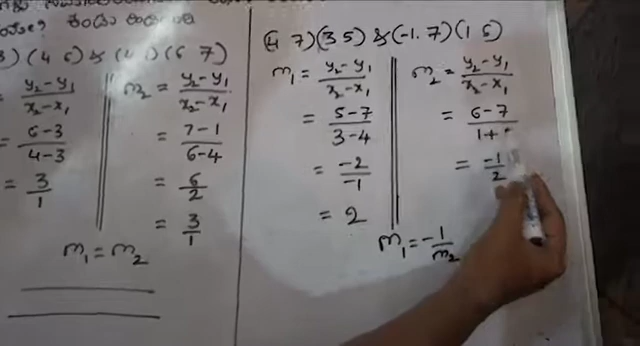 ಕಂಡು
) (4 6) & (4 1) (6 7)
= y₂-y₁/x₂-x₁
m₂ = y₂-y₁/x₂-x₁
= 6-3/4-3
= 7-1/6-4
= 3/1
= 6/2
= 3/1
m₁ = m₂
(4 7)(3 5) & (-1. 7)(1 6)
m₁ = y₂-y₁/x₂-x₁
m₂ = y₂-y₁/x₂-x₁
= 5-7/3-4
= 6-7/1+
= -2/-1
= -1/2
= 2
m₁ = -1/m₂